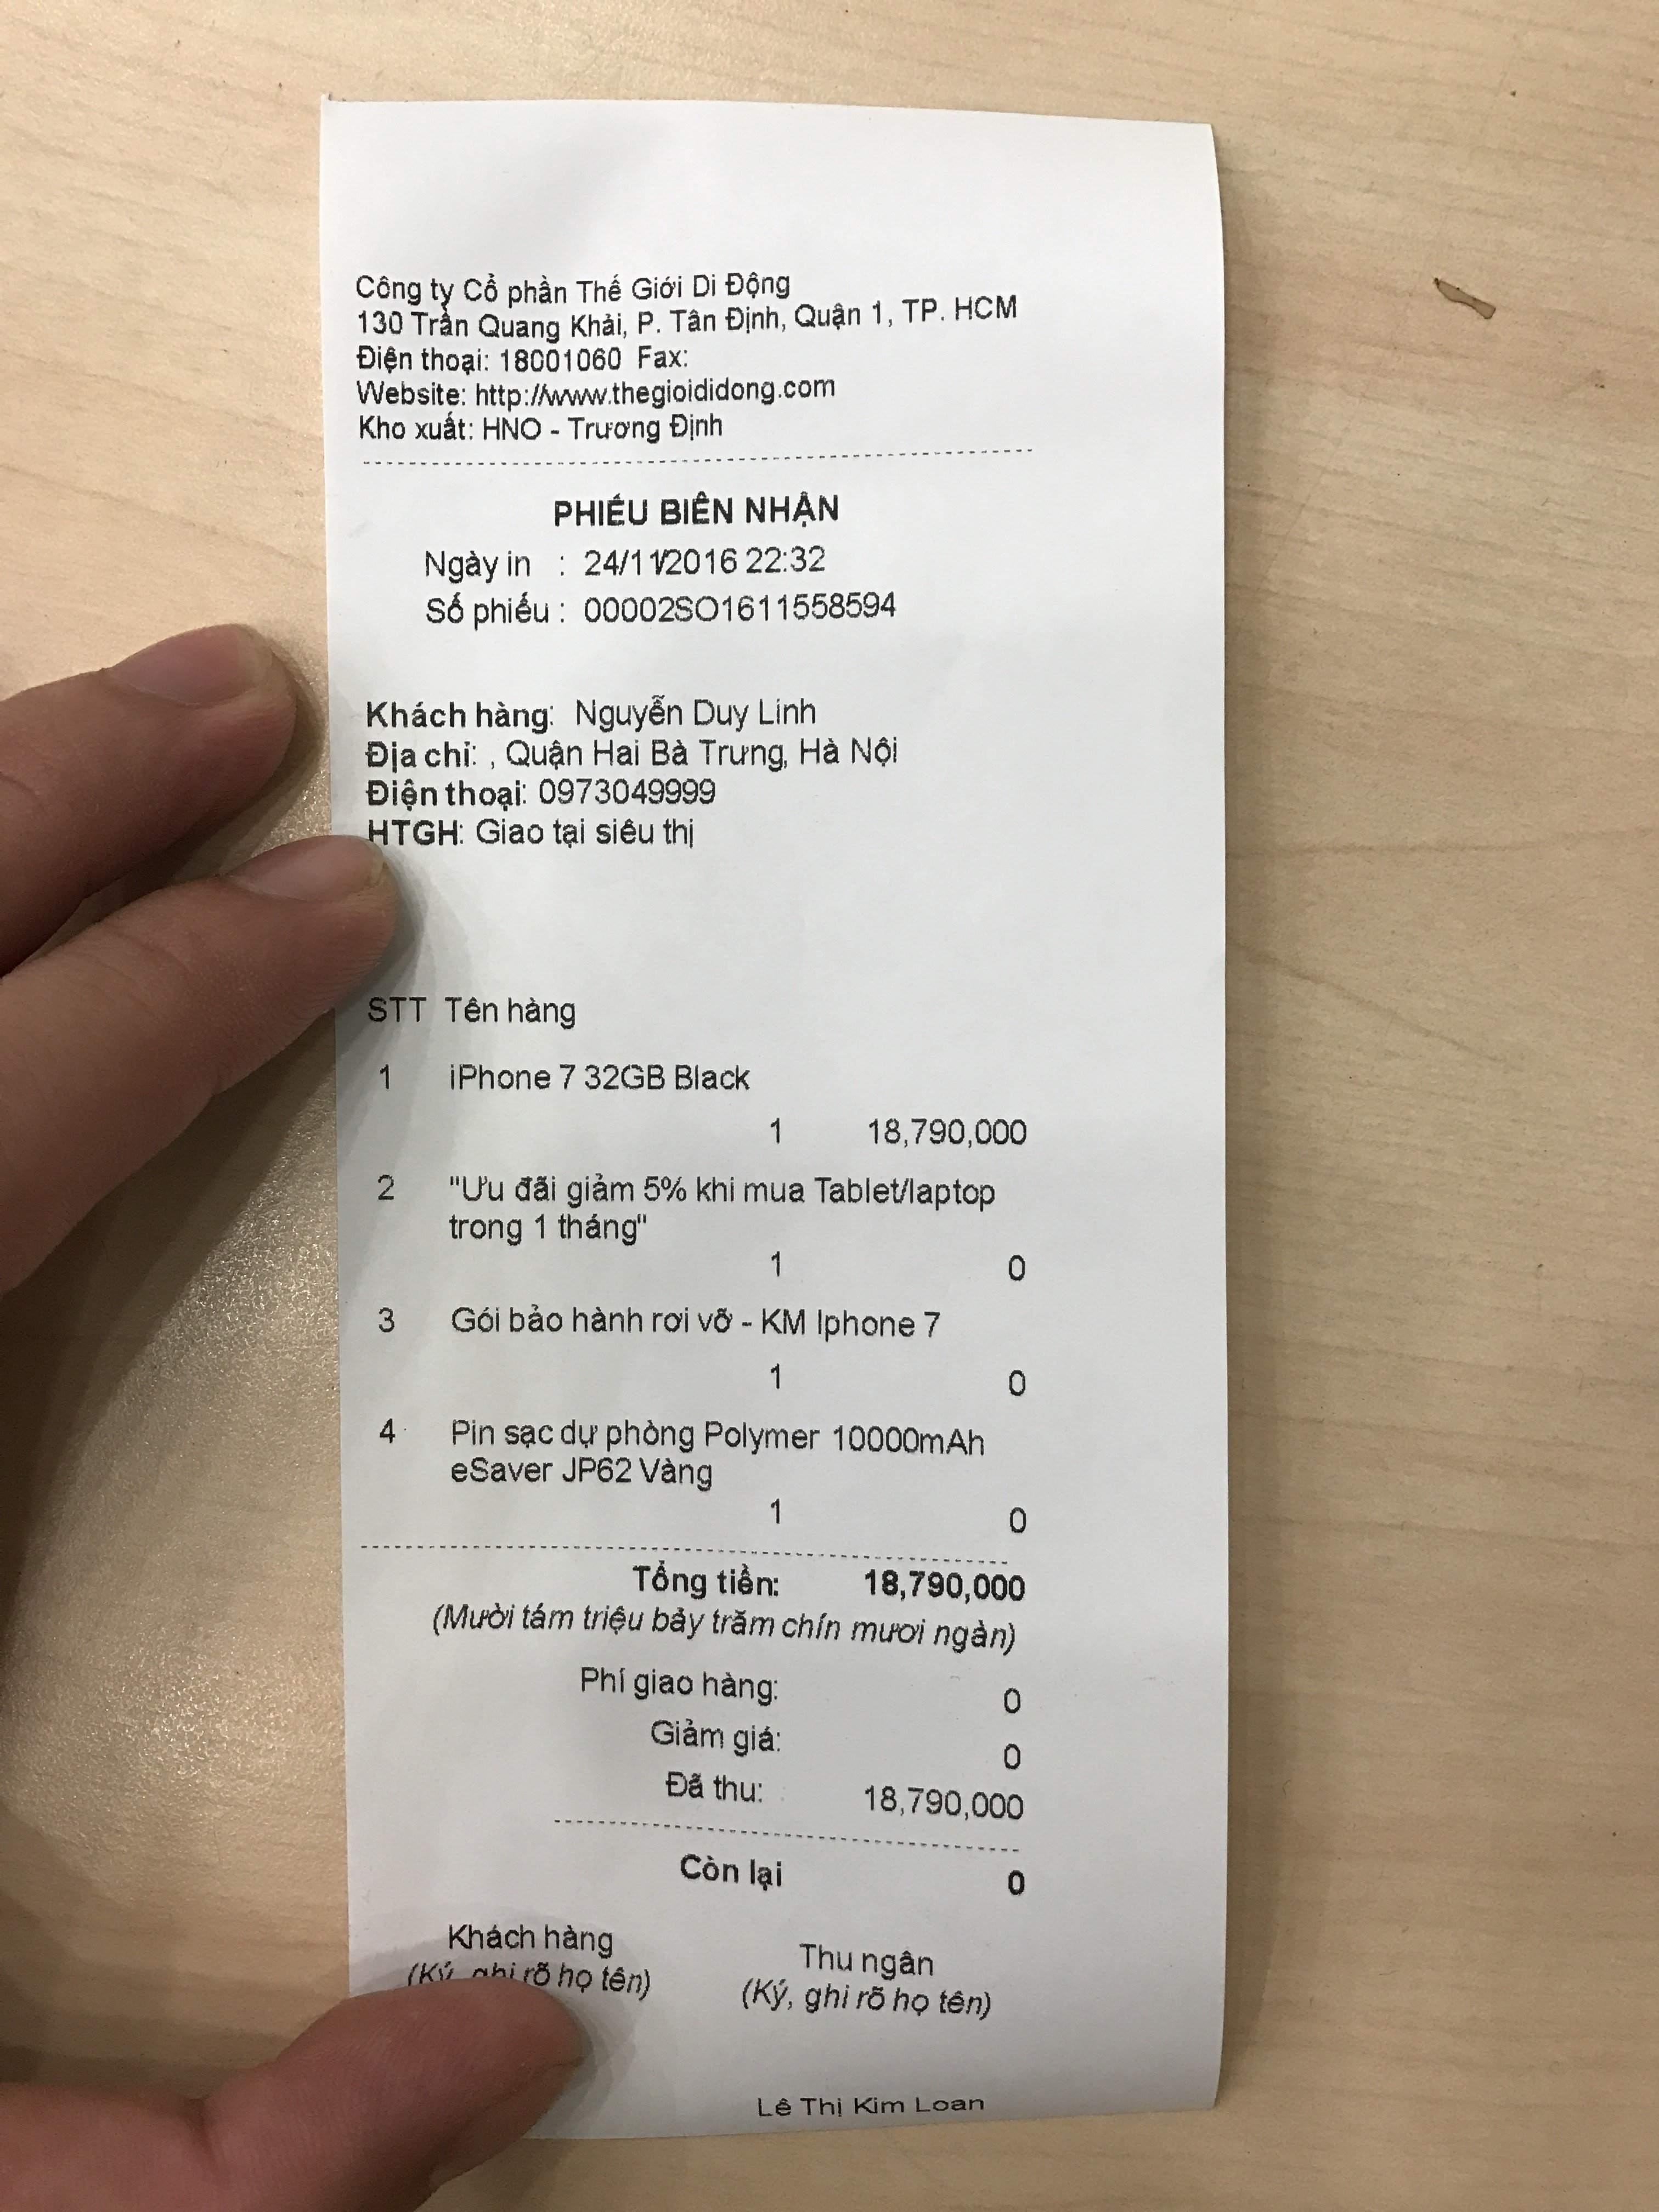 Công ty Cổ phần Thế Giới Di Động
130 Trần Quang Khải, P. Tân Định, Quận 1, TP. HCM
Điện thoại: 18001060 Fax:
Website: http://www.thegioididong.com
Kho xuất: HNO - Trương Định
PHIẾU BIÊN NHẬN
Ngày in : 24/11/2016 22:32
Số phiếu : 00002SO1611558594
Khách hàng: Nguyễn Duy Linh
Địa chỉ: , Quận Hai Bà Trưng, Hà Nội
Điện thoại: 0973049999
HTGH: Giao tại siêu thị
STT Tên hàng
1 iPhone 7 32GB Black
1 18,790,000
2 "Ưu đãi giảm 5% khi mua Tablet/laptop
trong 1 tháng"
1 0
3 Gói bảo hành rơi vỡ - KM Iphone 7
1 0
4 Pin sạc dự phòng Polymer 10000mAh
eSaver JP62 Vàng
1 0
Tổng tiền: 18,790,000
(Mười tám triệu bảy trăm chín mươi ngàn)
Phí giao hàng: 0
Giảm giá: 0
Đã thu: 18,790,000
Còn lại 0
Khách hàng Thu ngân
(Ký, ghi rõ họ tên) (Ký, ghi rõ họ tên)
Lê Thị Kim Loan